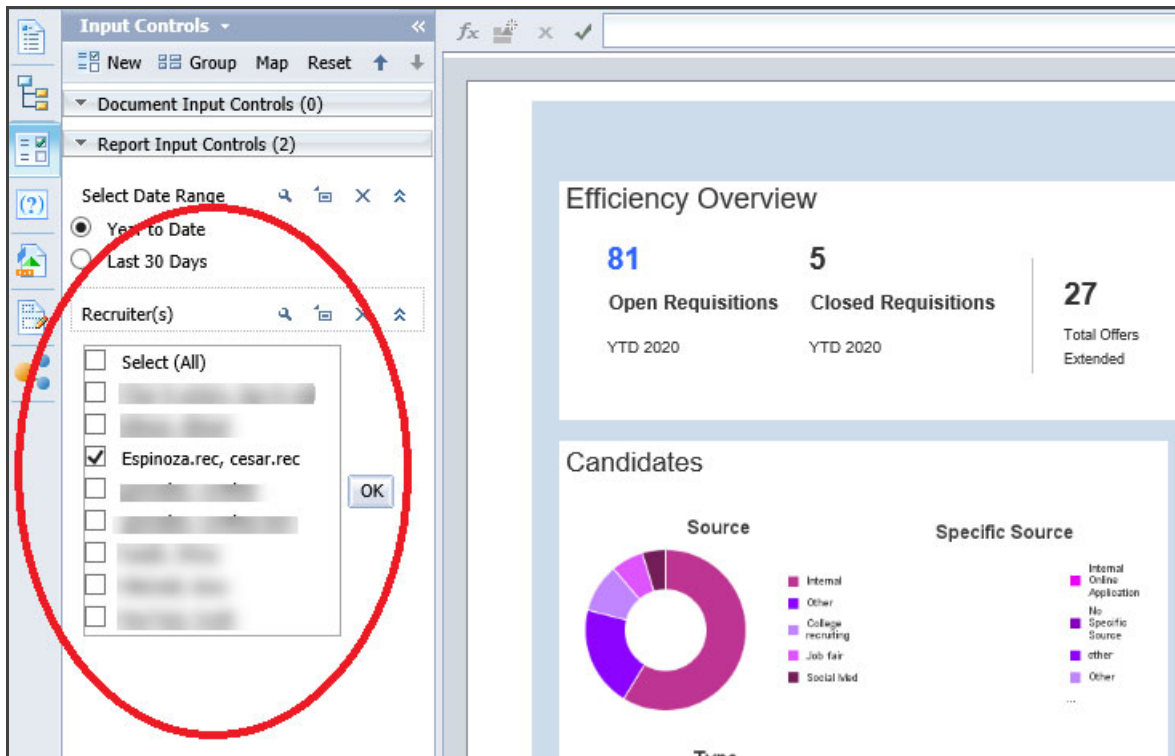 Input Controls
New Group Map Reset
Document Input Controls (0)
Report Input Controls (2)
Select Date Range
Year to Date
Last 30 Days
Recruiter(s)
Select (All)
Espinoza.rec, cesar.rec
OK
fx
Efficiency Overview
81
Open Requisitions
YTD 2020
5
Closed Requisitions
YTD 2020
27
Total Offers
Extended
Candidates
Source
Internal
Other
College
recruiting
Job fair
Social Med
Specific Source
Internal
Online
Application
No
Specific
Source
other
Other
...